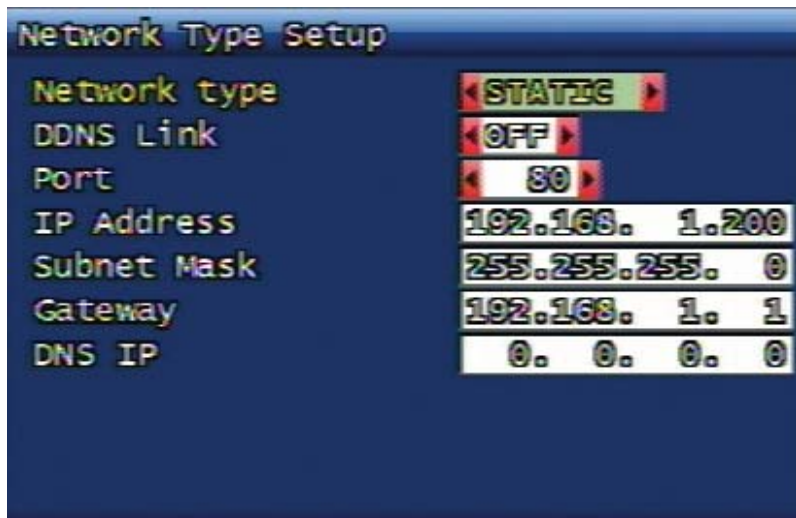 Network Type Setup
Network type STATIC
DDNS Link OFF
Port 80
IP Address 192.168. 1.200
Subnet Mask 255.255.255. 0
Gateway 192.168. 1. 1
DNS IP 0. 0. 0. 0